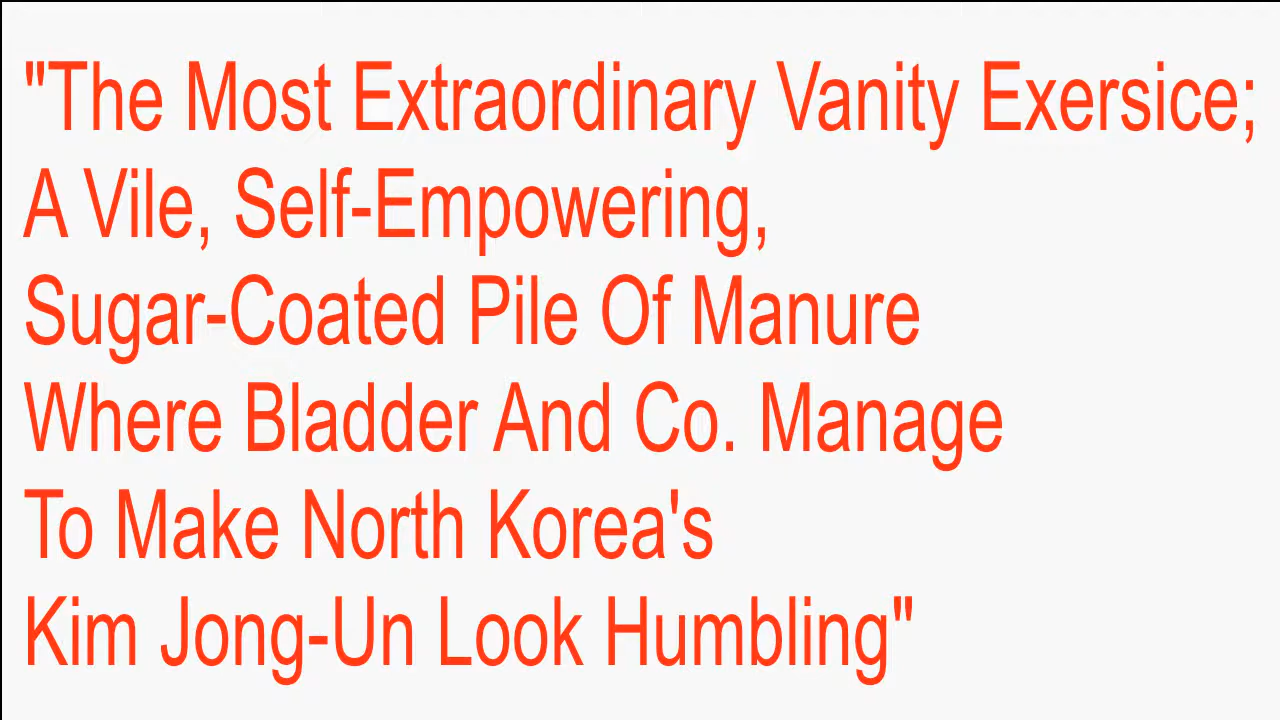 "The Most Extraordinary Vanity Exersice;
A Vile, Self-Empowering,
Sugar-Coated Pile Of Manure
Where Bladder And Co. Manage
To Make North Korea's
Kim Jong-Un Look Humbling"